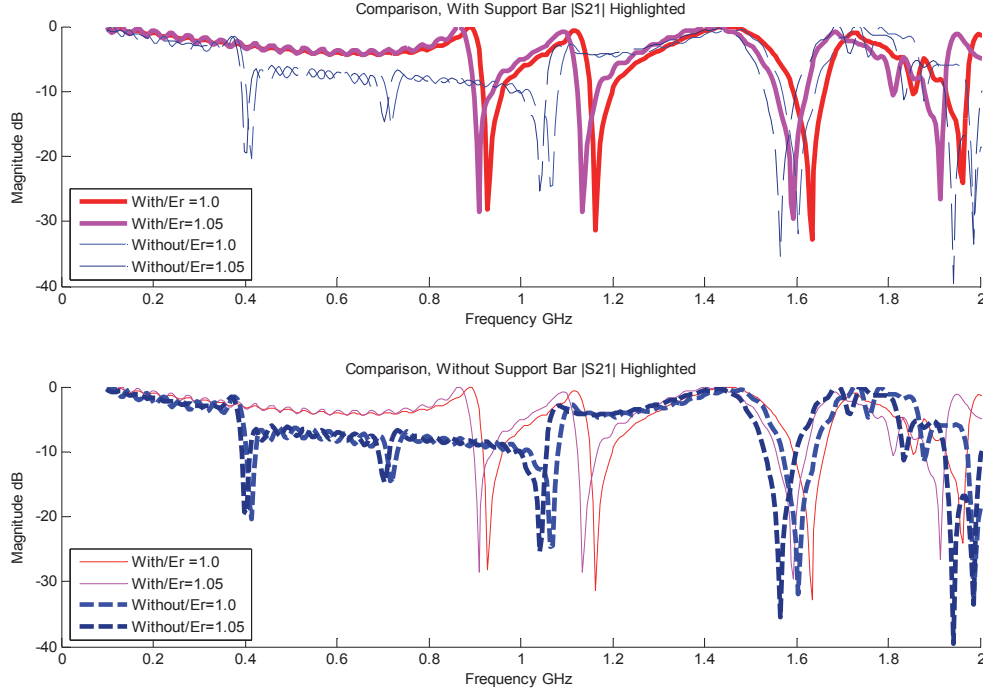 Comparison, With Support Bar |S21| Highlighted
0
-10
-20
-30
-40
Magnitude dB
With/Er =1.0
With/Er=1.05
Without/Er=1.0
Without/Er=1.05
0 0.2 0.4 0.6 0.8 1 1.2 1.4 1.6 1.8 2
Frequency GHz
Comparison, Without Support Bar |S21| Highlighted
0
-10
-20
-30
-40
Magnitude dB
With/Er =1.0
With/Er=1.05
Without/Er=1.0
Without/Er=1.05
0 0.2 0.4 0.6 0.8 1 1.2 1.4 1.6 1.8 2
Frequency GHz